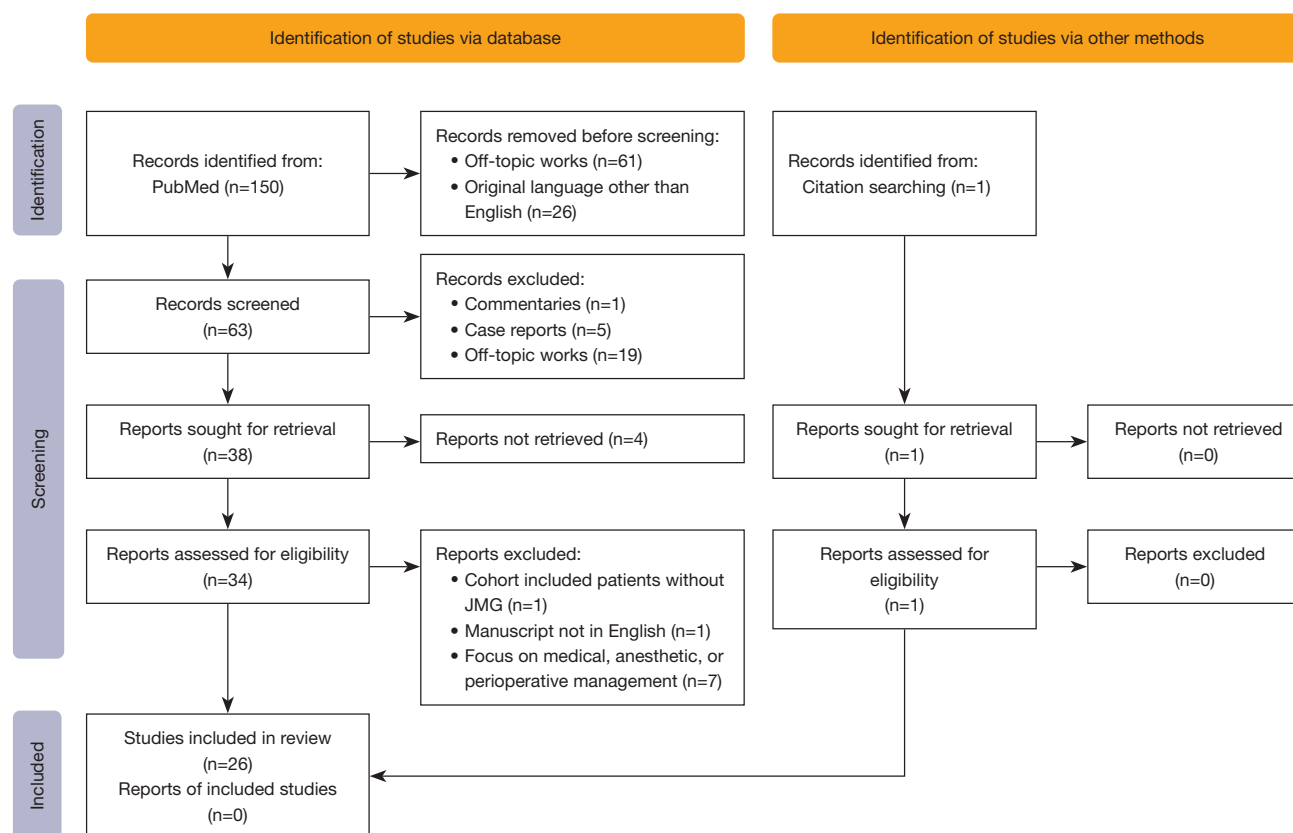 Identification of studies via database
Identification of studies via other methods
Identification
Records identified from:
PubMed (n=150)
Records removed before screening:
• Off-topic works (n=61)
• Original language other than
English (n=26)
Records identified from:
Citation searching (n=1)
Screening
Records screened
(n=63)
Records excluded:
• Commentaries (n=1)
• Case reports (n=5)
• Off-topic works (n=19)
Reports sought for retrieval
(n=38)
Reports not retrieved (n=4)
Reports sought for retrieval
(n=1)
Reports not retrieved
(n=0)
Reports assessed for eligibility
(n=34)
Reports excluded:
• Cohort included patients without
JMG (n=1)
• Manuscript not in English (n=1)
• Focus on medical, anesthetic, or
perioperative management (n=7)
Reports assessed for
eligibility
(n=1)
Reports excluded
(n=0)
Included
Studies included in review
(n=26)
Reports of included studies
(n=0)